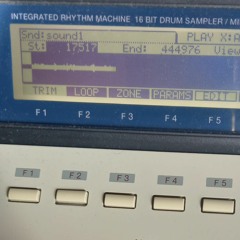 INTEGRATED RHYTHM MACHINE 16 BIT DRUM SAMPLER / MI
Snd:sound1 PLAY X:A
St: 17517 End: 444976 View
TRIM LOOP ZONE PARAMS EDIT
F1 F2 F3 F4 F5
F1 F2 F3 F4 F5